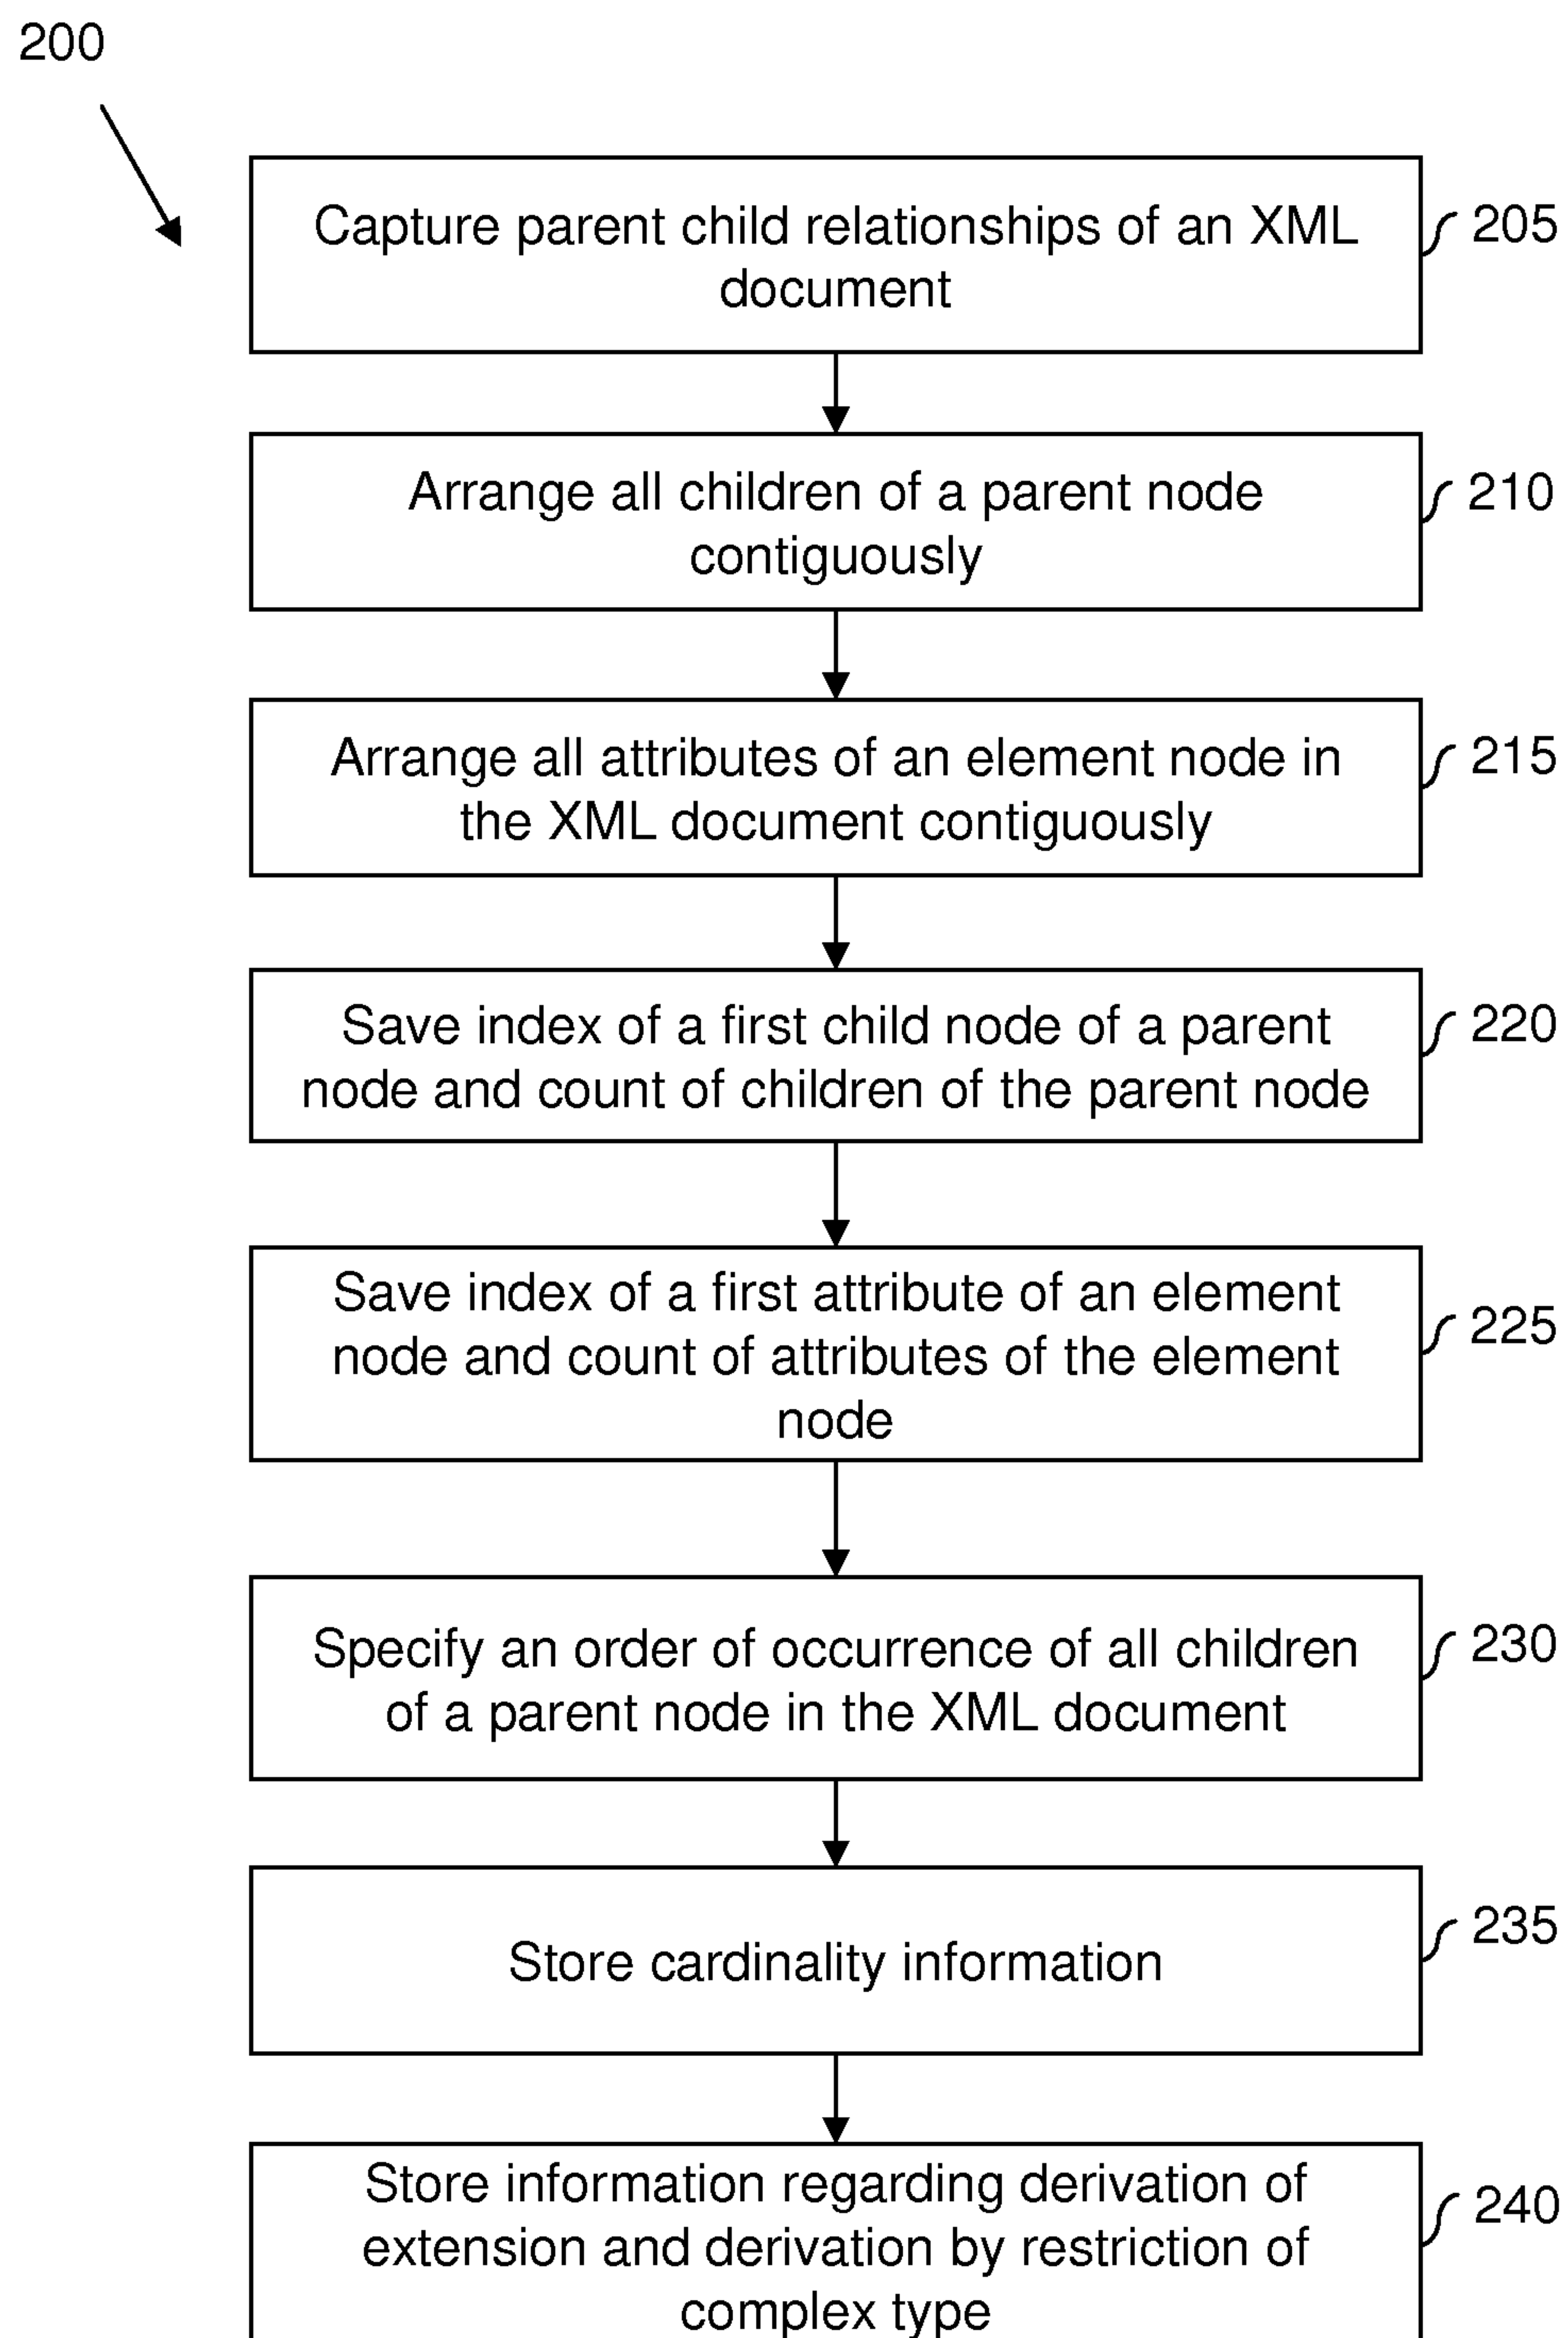 200
Capture parent child relationships of an XML
document
205
Arrange all children of a parent node
contiguously
210
Arrange all attributes of an element node in
the XML document contiguously
215
Save index of a first child node of a parent
node and count of children of the parent node
220
Save index of a first attribute of an element
node and count of attributes of the element
node
225
Specify an order of occurrence of all children
of a parent node in the XML document
230
Store cardinality information
235
Store information regarding derivation of
extension and derivation by restriction of
complex type
240